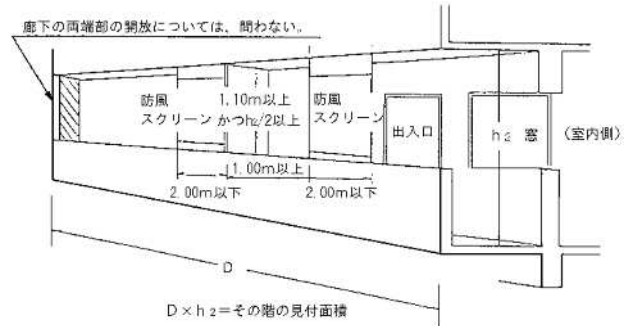 廊下の両端部の開放については、問わない。
防風
スクリーン
1.10m以上
かつh₂/2以上
防風
スクリーン
出入口
h₂ 窓
(室内側)
1.00m以上
2.00m以下
2.00m以下
D
D×h₂=その階の見付面積